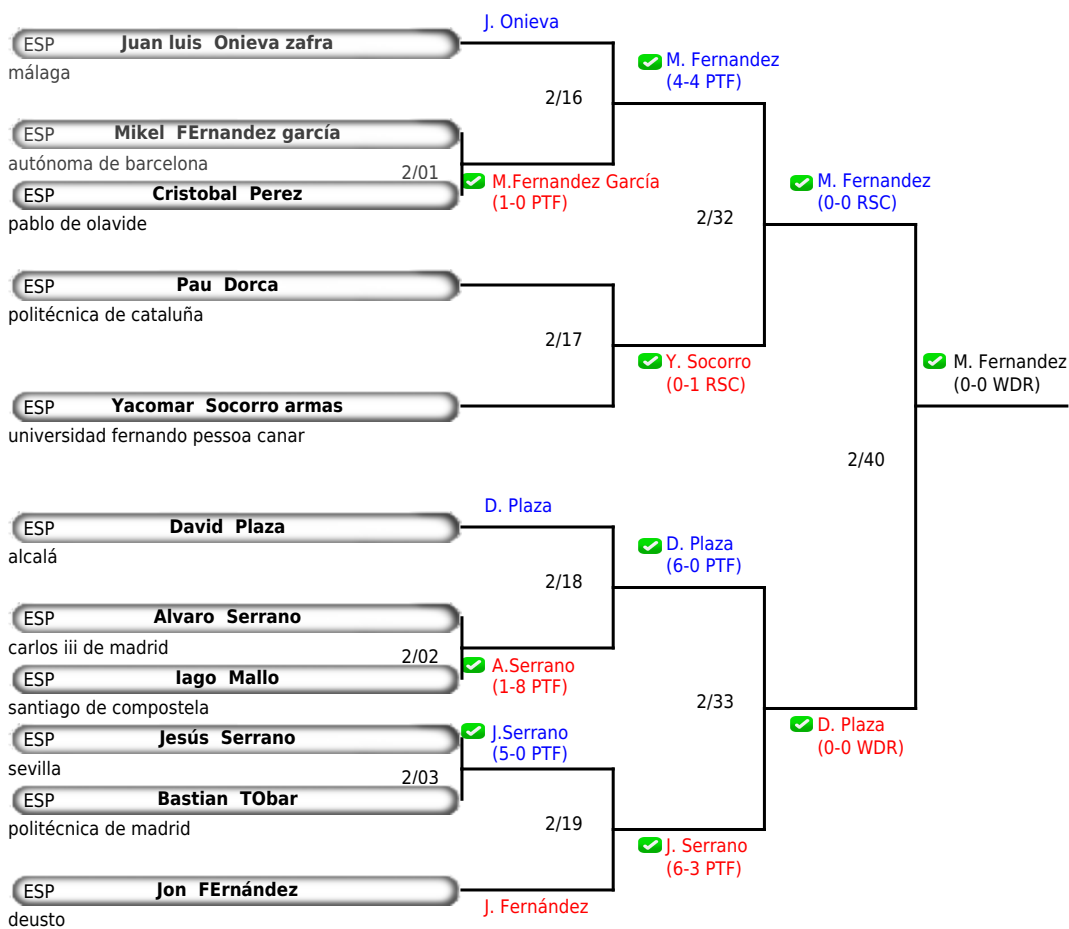 J. Onieva
ESP Juan luis Onieva zafra
málaga
M. Fernandez
(4-4 PTF)
2/16
ESP Mikel FErnandez garcía
autónoma de barcelona
2/01
M.Fernandez García
(1-0 PTF)
ESP Cristobal Perez
pablo de olavide
M. Fernandez
(0-0 RSC)
2/32
ESP Pau Dorca
politécnica de cataluña
2/17
Y. Socorro
(0-1 RSC)
M. Fernandez
(0-0 WDR)
ESP Yacomar Socorro armas
universidad fernando pessoa canar
2/40
D. Plaza
ESP David Plaza
alcalá
D. Plaza
(6-0 PTF)
2/18
ESP Alvaro Serrano
carlos iii de madrid
2/02
A.Serrano
(1-8 PTF)
ESP Iago Mallo
santiago de compostela
2/33
J.Serrano
(5-0 PTF)
ESP Jesús Serrano
sevilla
D. Plaza
(0-0 WDR)
2/03
ESP Bastian TObar
politécnica de madrid
2/19
J. Serrano
(6-3 PTF)
ESP Jon FErnández
deusto
J. Fernández